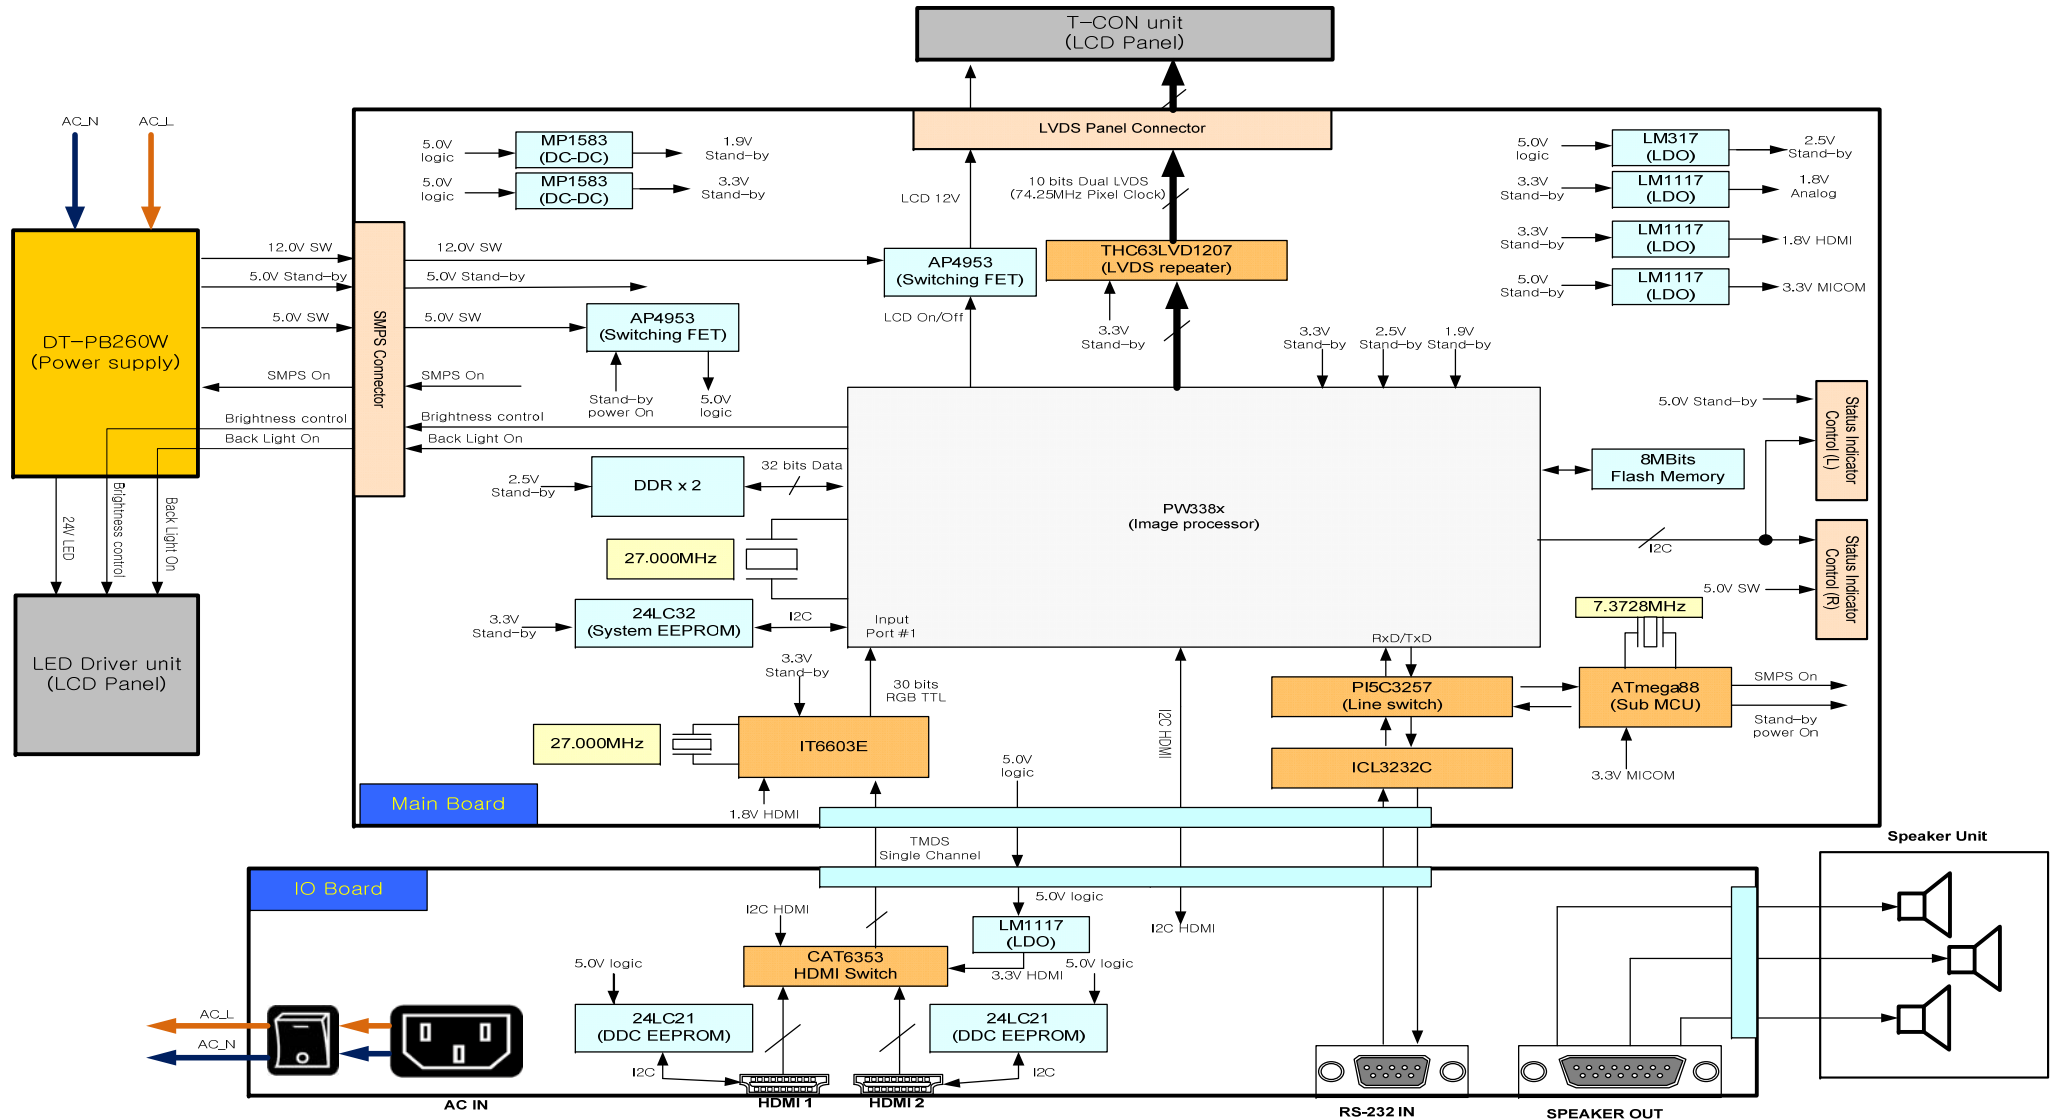 T-CON unit
(LCD Panel)
AC_N
AC_L
LVDS Panel Connector
5.0V
logic
MP1583
(DC-DC)
1.9V
Stand-by
5.0V
logic
MP1583
(DC-DC)
3.3V
Stand-by
LCD 12V
10 bits Dual LVDS
(74.25MHz Pixel Clock)
5.0V
logic
LM317
(LDO)
2.5V
Stand-by
3.3V
Stand-by
LM1117
(LDO)
1.8V
Analog
3.3V
Stand-by
LM1117
(LDO)
1.8V HDMI
5.0V
Stand-by
LM1117
(LDO)
3.3V MICOM
DT-PB260W
(Power supply)
12.0V SW
5.0V Stand-by
5.0V SW
SMPS On
Brightness control
Back Light On
SMPS Connector
12.0V SW
5.0V Stand-by
5.0V SW
SMPS On
Brightness control
Back Light On
AP4953
(Switching FET)
Stand-by
power On
5.0V
logic
AP4953
(Switching FET)
LCD On/Off
THC63LVD1207
(LVDS repeater)
3.3V
Stand-by
3.3V
Stand-by
2.5V
Stand-by
1.9V
Stand-by
24V LED
Brightness control
Back Light On
LED Driver unit
(LCD Panel)
2.5V
Stand-by
DDR x 2
32 bits Data
27.000MHz
3.3V
Stand-by
24LC32
(System EEPROM)
I2C
Input
Port #1
PW338x
(Image processor)
RxD/TxD
8MBits
Flash Memory
5.0V Stand-by
Status Indicator
Control (L)
I2C
5.0V SW
Status Indicator
Control (R)
7.3728MHz
3.3V
Stand-by
30 bits
RGB TTL
27.000MHz
IT6603E
1.8V HDMI
5.0V
logic
I2C HDMI
PI5C3257
(Line switch)
ICL3232C
ATmega88
(Sub MCU)
SMPS On
Stand-by
power On
3.3V MICOM
Main Board
TMDS
Single Channel
Speaker Unit
IO Board
5.0V logic
I2C HDMI
LM1117
(LDO)
I2C HDMI
CAT6353
HDMI Switch
3.3V HDMI
5.0V logic
5.0V logic
24LC21
(DDC EEPROM)
24LC21
(DDC EEPROM)
I2C
I2C
AC_L
AC_N
AC IN
HDMI 1
HDMI 2
RS-232 IN
SPEAKER OUT